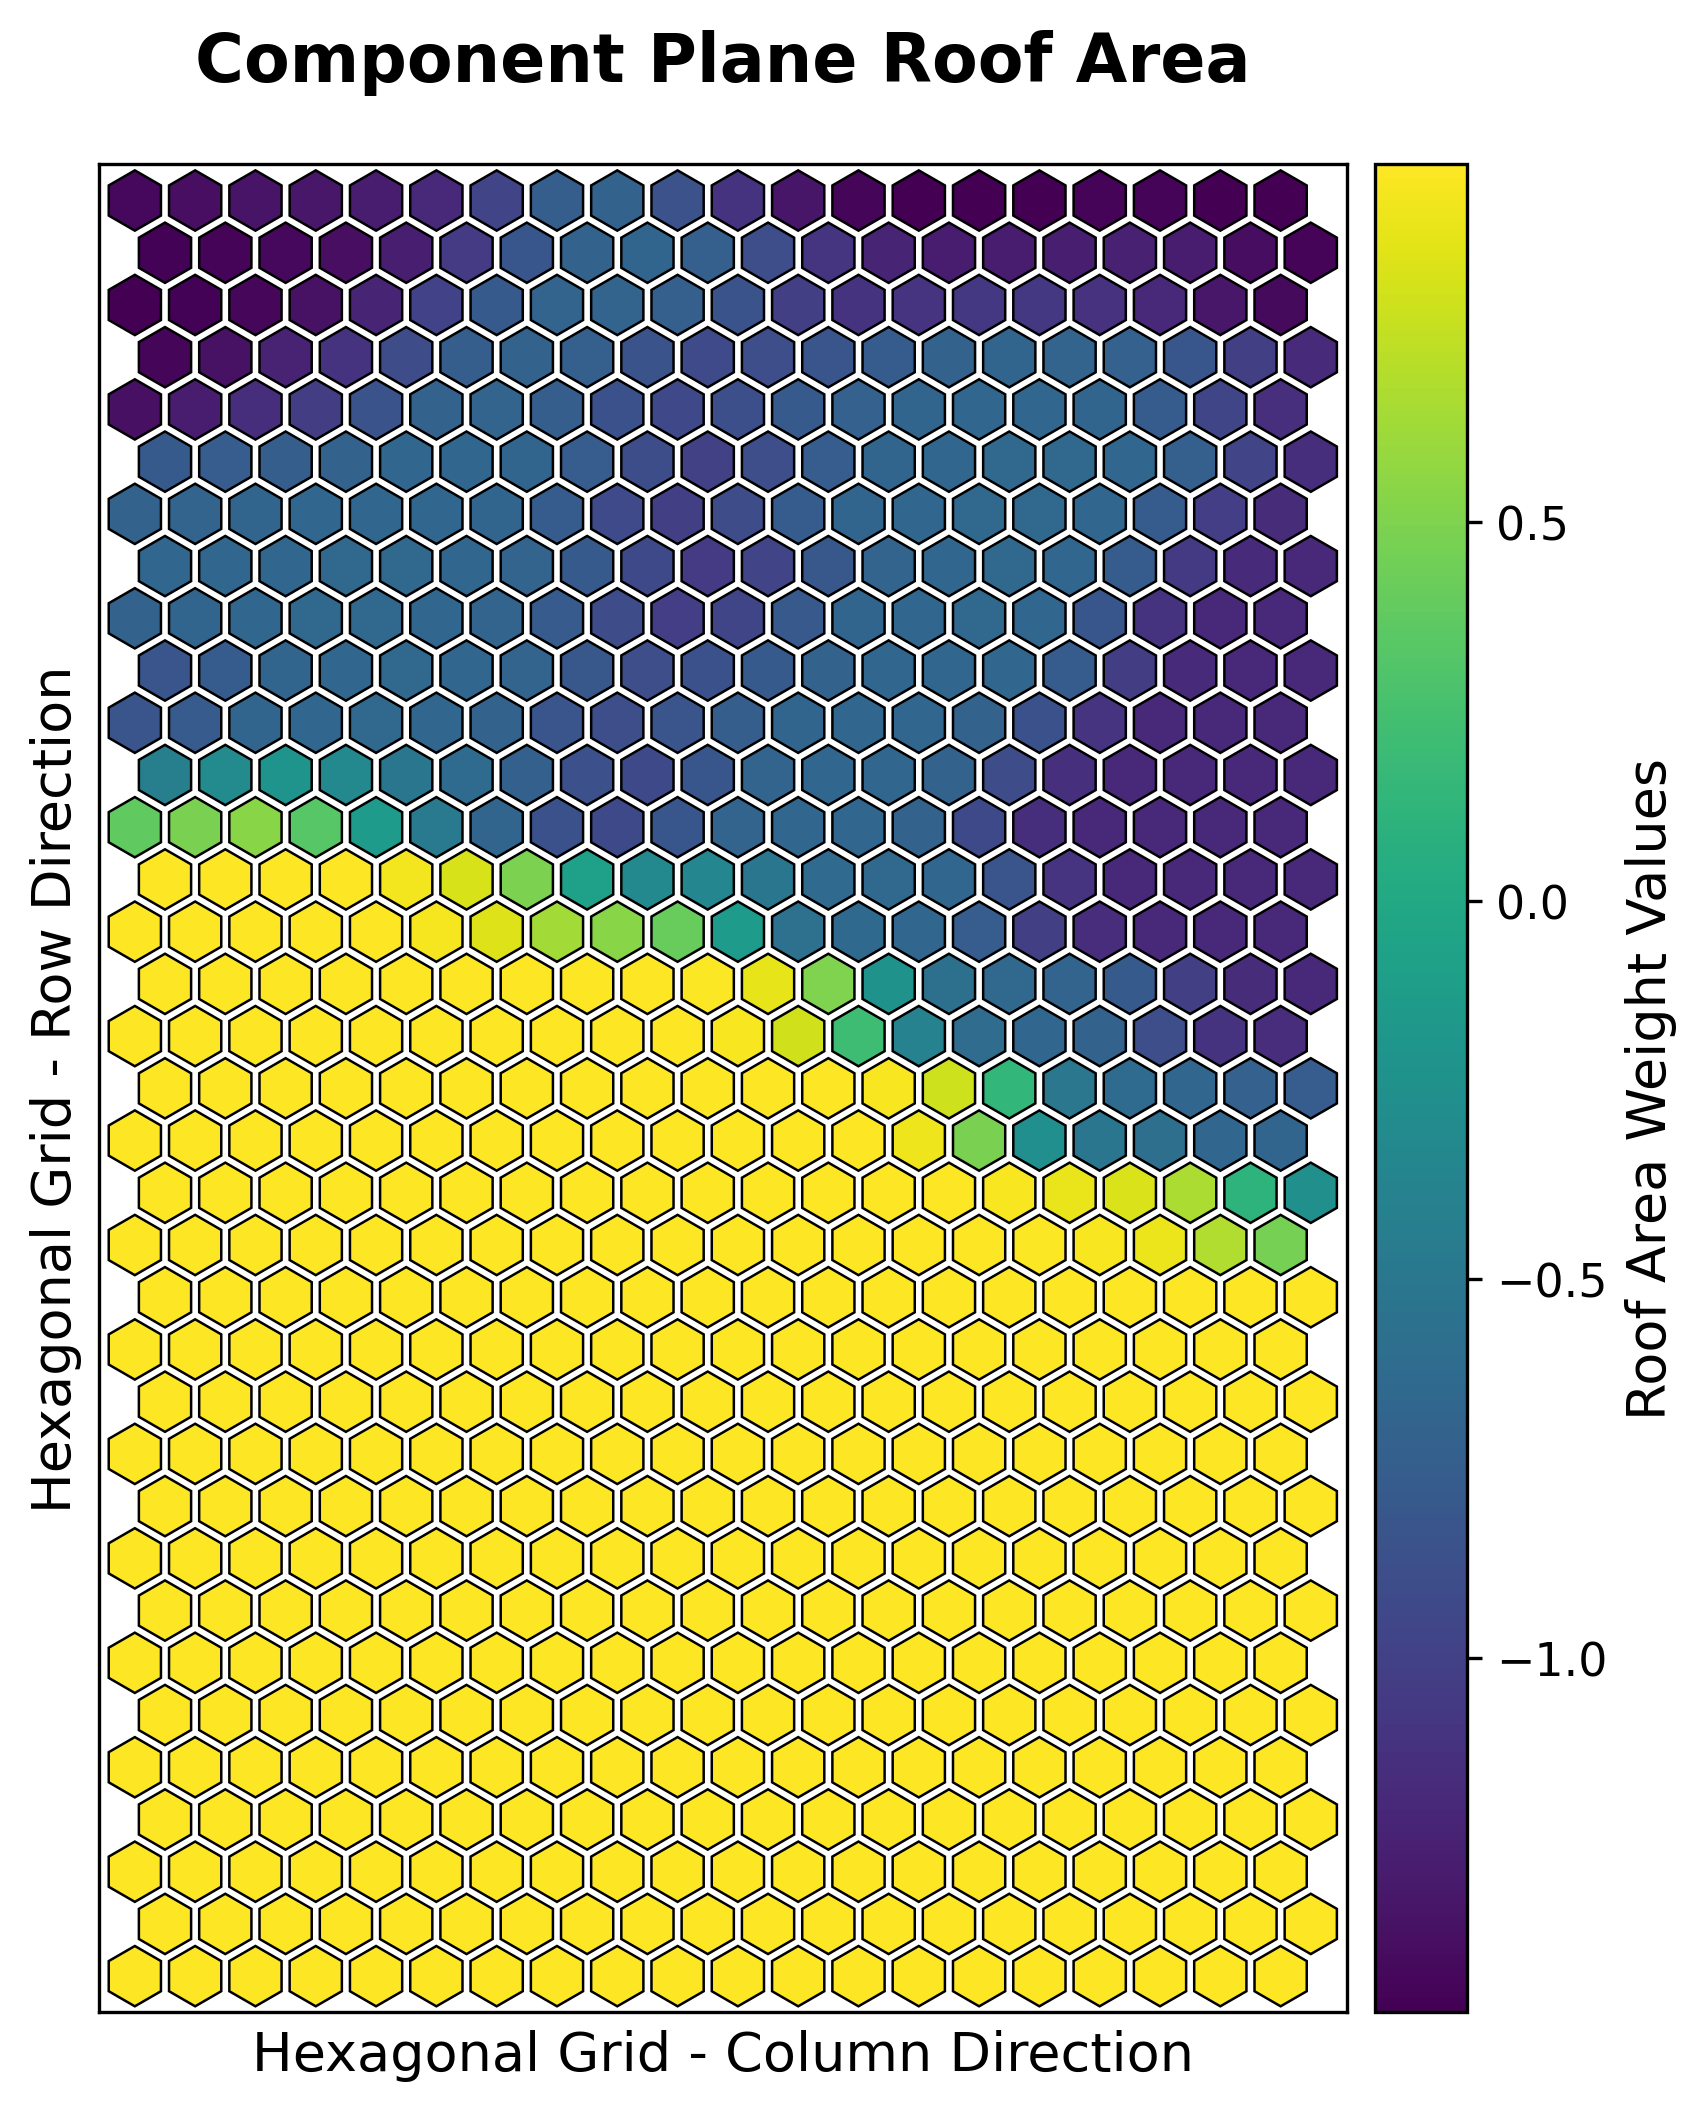 Component Plane Roof Area
Hexagonal Grid - Row Direction
Hexagonal Grid - Column Direction
0.5
0.0
−0.5
−1.0
Roof Area Weight Values